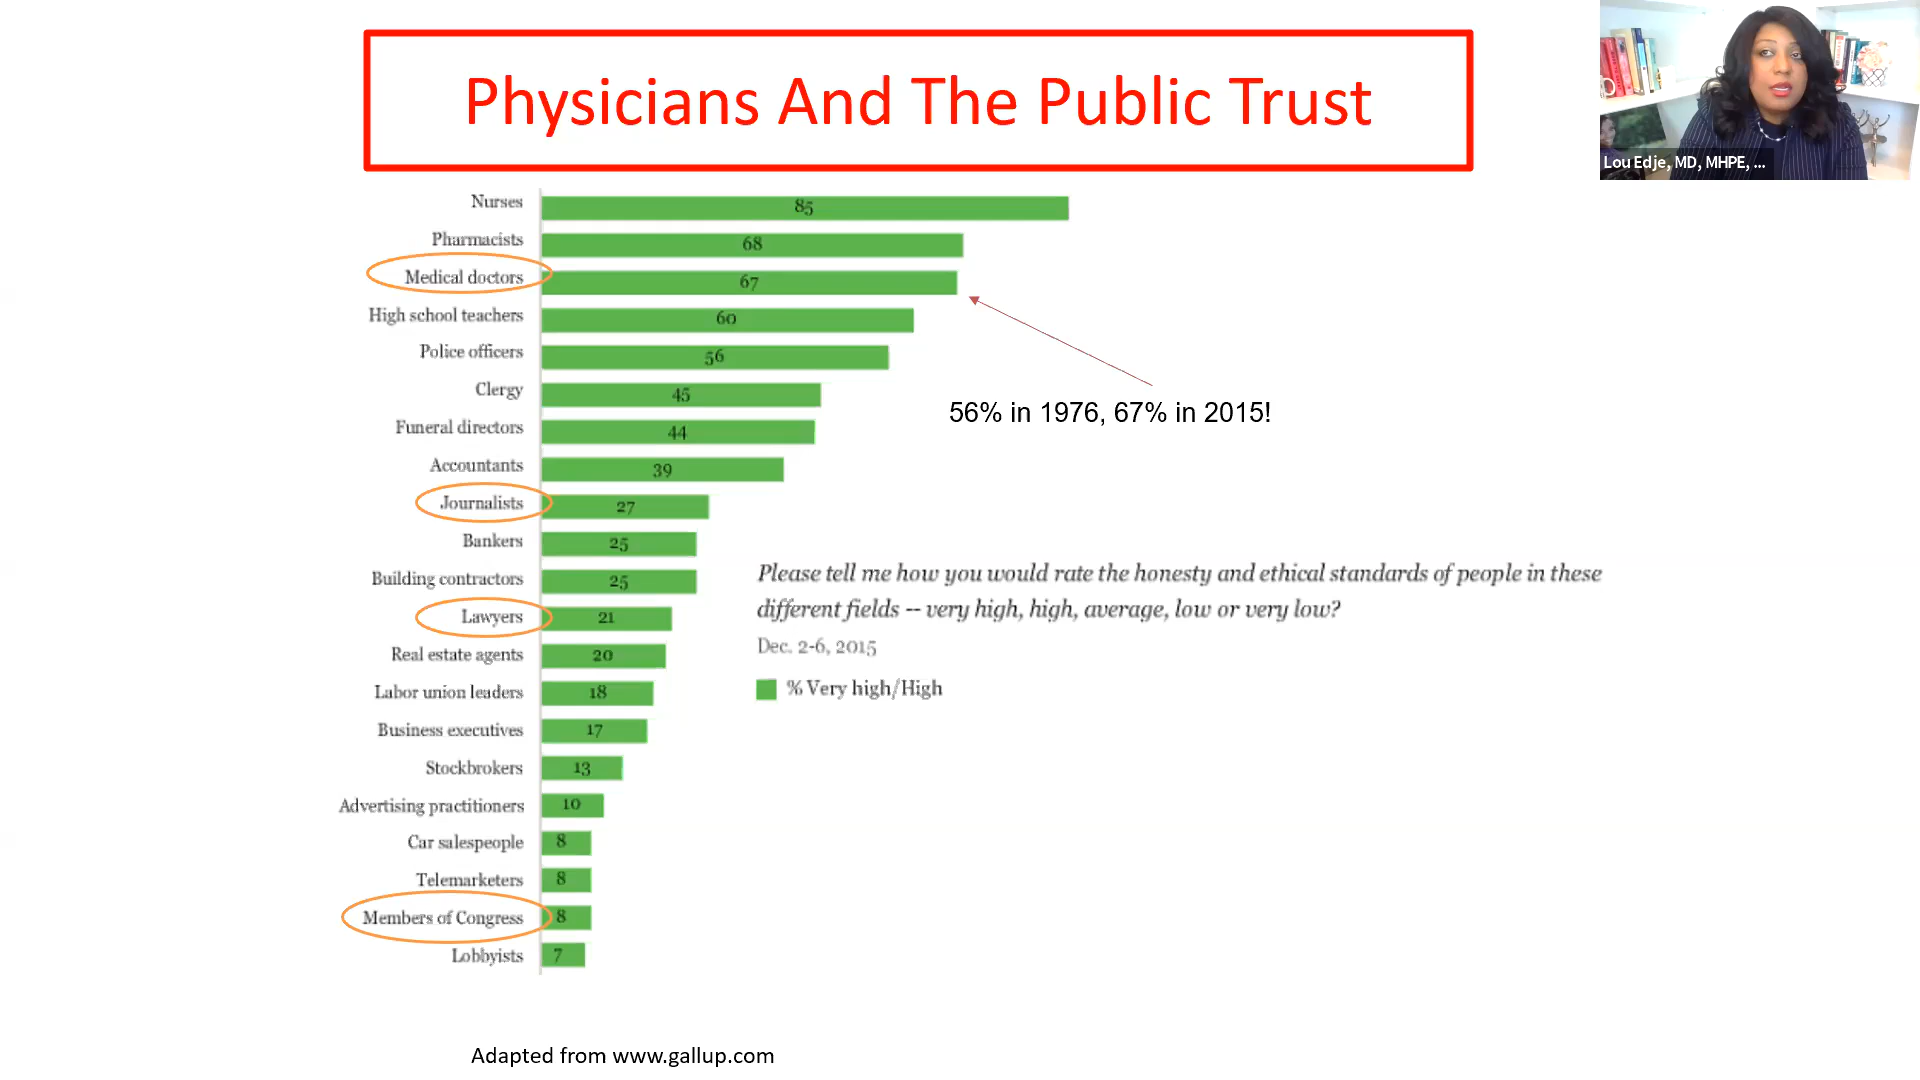 Physicians And The Public Trust
Lou Edje, MD, MHPE, ...
Nurses 85
Pharmacists 68
Medical doctors 67
High school teachers 60
Police officers 56
Clergy 45
56% in 1976, 67% in 2015!
Funeral directors 44
Accountants 39
Journalists 27
Bankers 25
Building contractors 25
Lawyers 21
Real estate agents 20
Labor union leaders 18
Business executives 17
Stockbrokers 13
Advertising practitioners 10
Car salespeople 8
Telemarketers 8
Members of Congress 8
Lobbyists 7
Please tell me how you would rate the honesty and ethical standards of people in these
different fields -- very high, high, average, low or very low?
Dec. 2-6, 2015
% Very high/High
Adapted from www.gallup.com